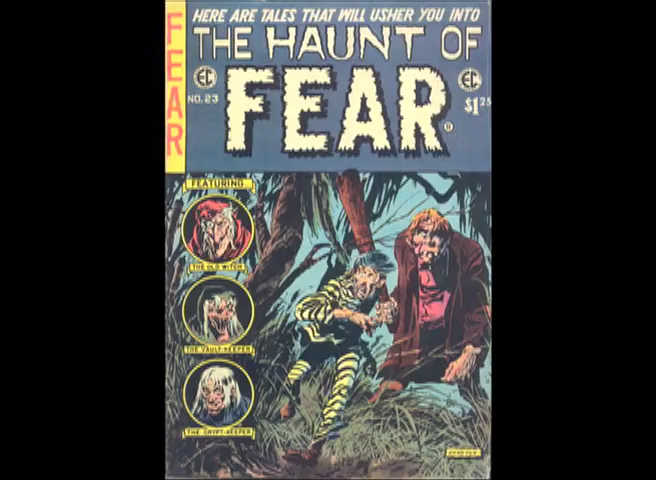 HERE ARE TALES THAT WILL USHER YOU INTO
THE HAUNT OF
FEAR
FEAR
EC
EC
NO. 23
$1.25
®
FEATURING...
THE OLD WITCH
THE VAULT-KEEPER
THE CRYPT-KEEPER